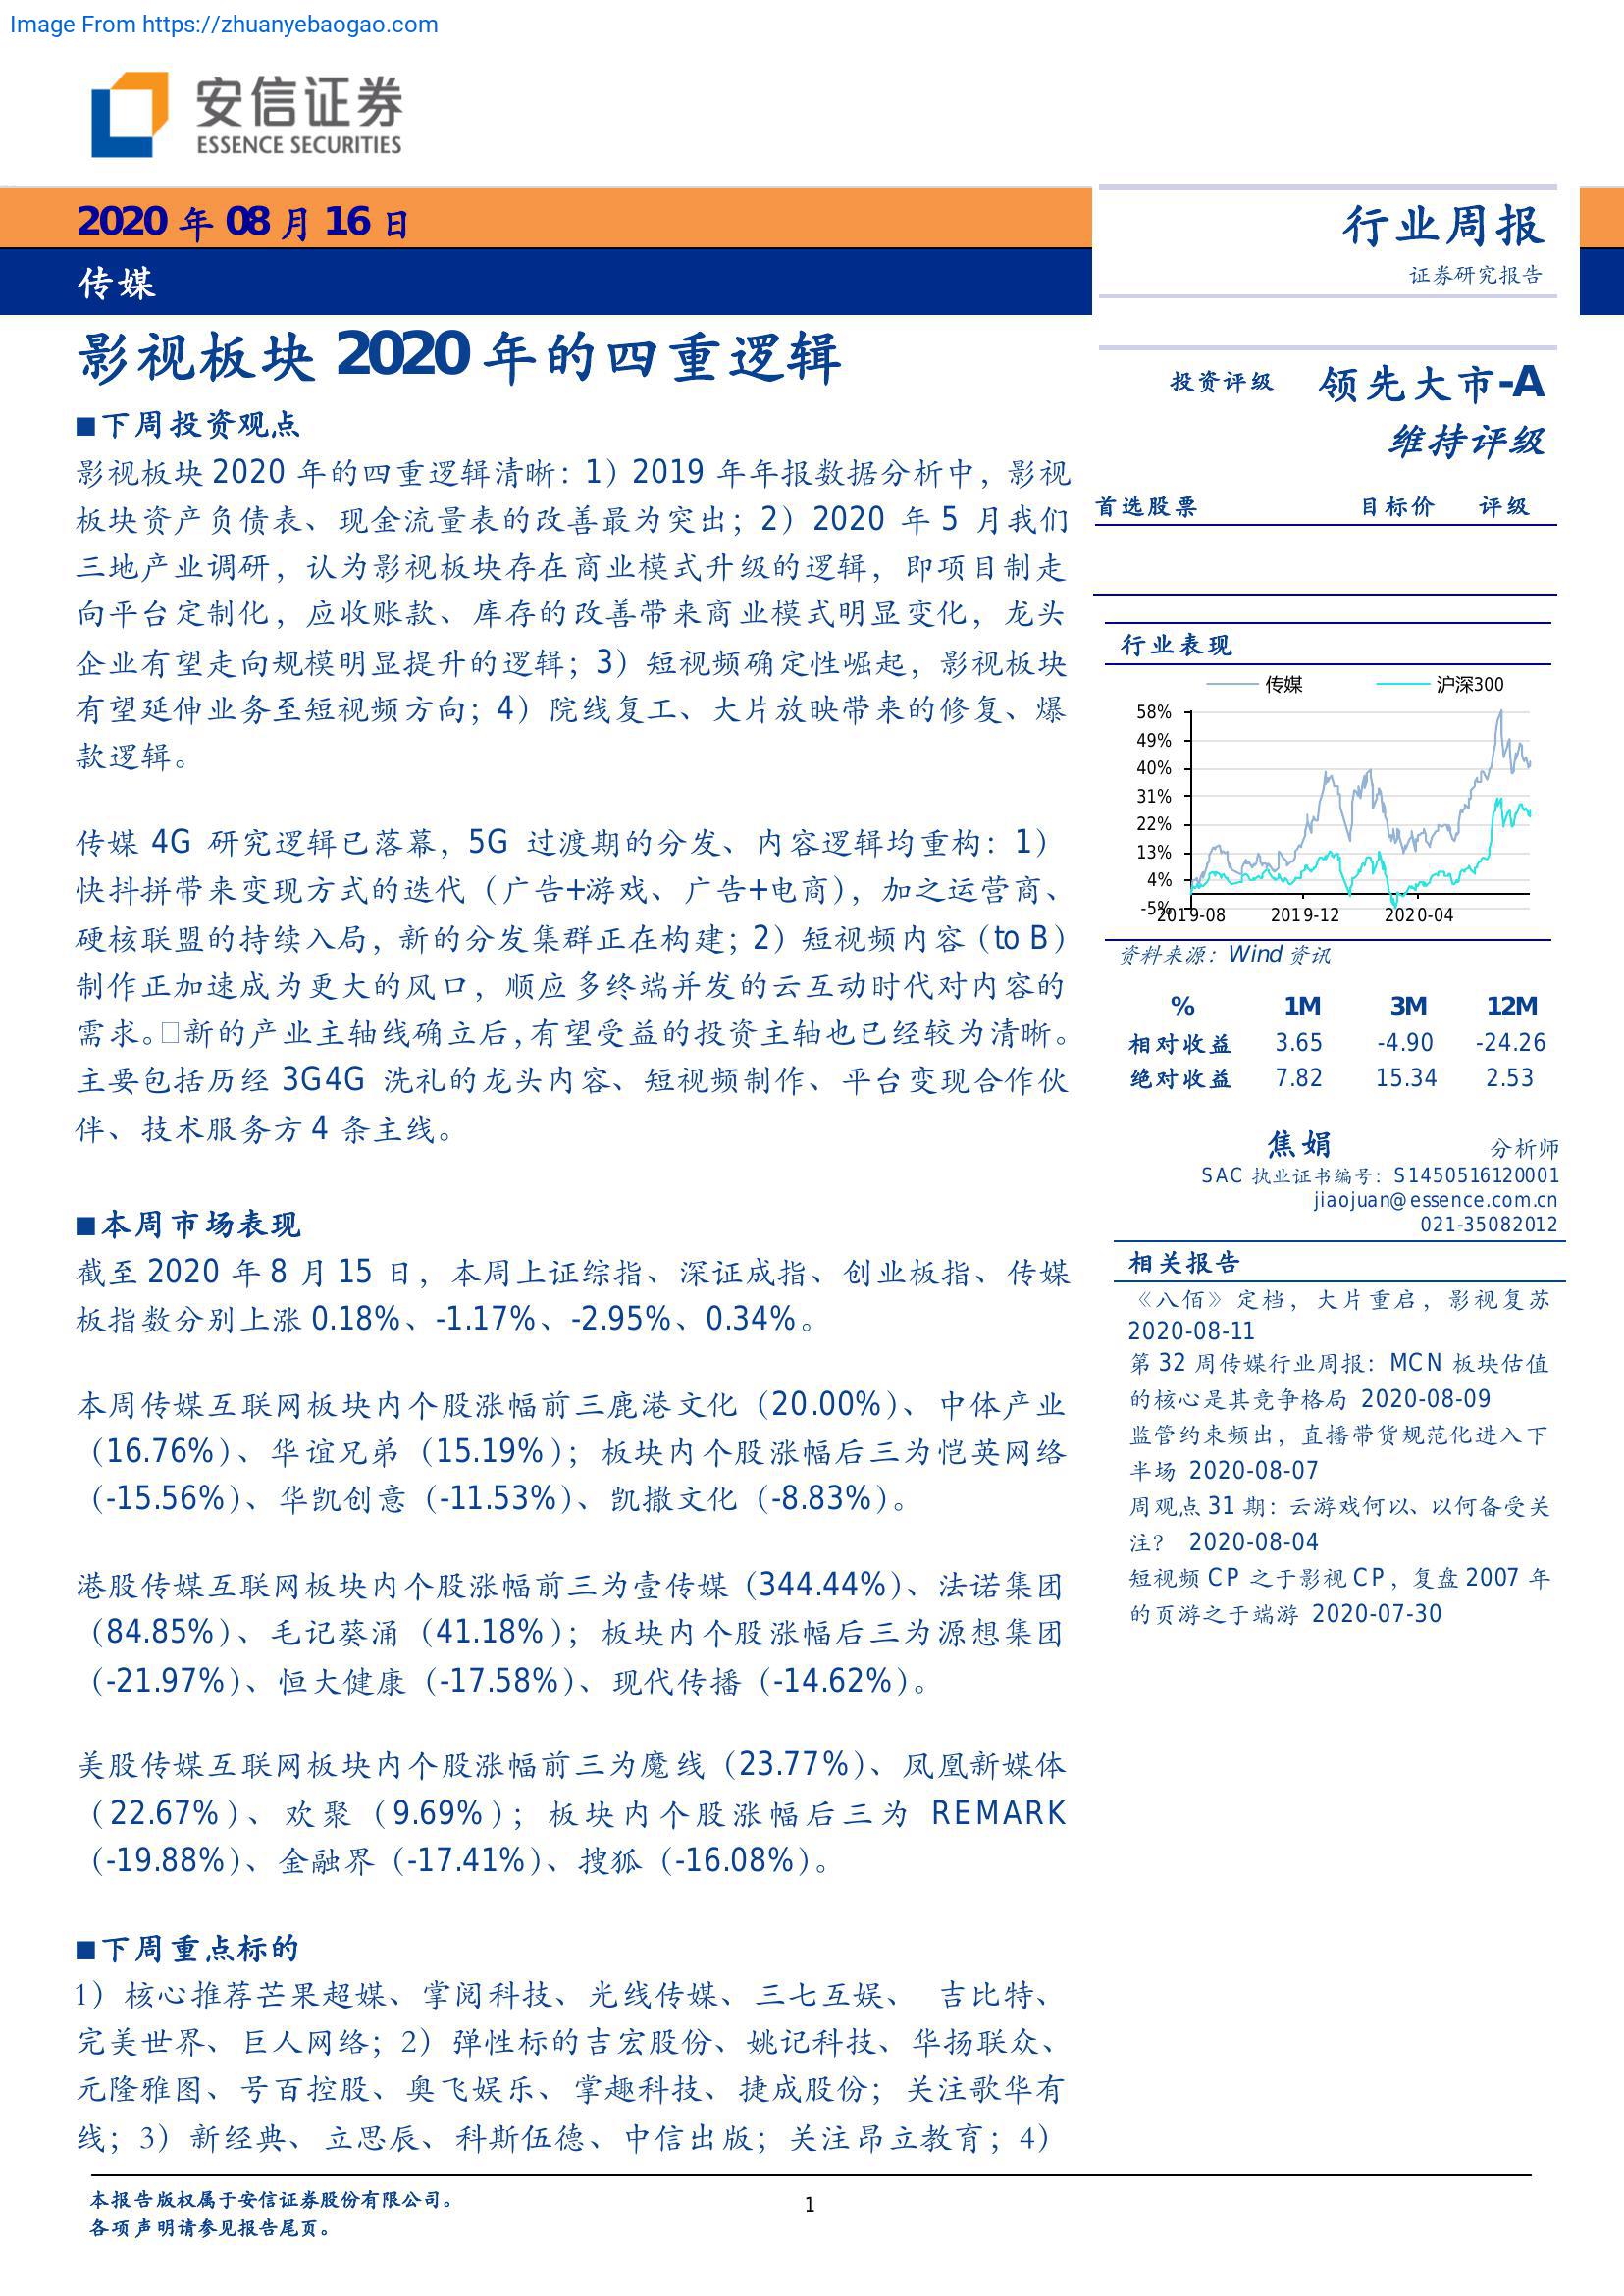 Image From https://zhuanyebaogao.com
安信证券
ESSENCE SECURITIES
2020 年 08 月 16 日
传媒
行业周报
证券研究报告
影视板块 2020 年的四重逻辑
■下周投资观点
影视板块 2020 年的四重逻辑清晰：1）2019 年年报数据分析中，影视
板块资产负债表、现金流量表的改善最为突出；2）2020 年 5 月我们
三地产业调研，认为影视板块存在商业模式升级的逻辑，即项目制走
向平台定制化，应收账款、库存的改善带来商业模式明显变化，龙头
企业有望走向规模明显提升的逻辑；3）短视频确定性崛起，影视板块
有望延伸业务至短视频方向；4）院线复工、大片放映带来的修复、爆
款逻辑。
传媒 4G 研究逻辑已落幕，5G 过渡期的分发、内容逻辑均重构：1）
快抖拼带来变现方式的迭代（广告+游戏、广告+电商），加之运营商、
硬核联盟的持续入局，新的分发集群正在构建；2）短视频内容（to B）
制作正加速成为更大的风口，顺应多终端并发的云互动时代对内容的
需求。□新的产业主轴线确立后，有望受益的投资主轴也已经较为清晰。
主要包括历经 3G4G 洗礼的龙头内容、短视频制作、平台变现合作伙
伴、技术服务方 4 条主线。
■本周市场表现
截至 2020 年 8 月 15 日，本周上证综指、深证成指、创业板指、传媒
板指数分别上涨 0.18%、-1.17%、-2.95%、0.34%。
本周传媒互联网板块内个股涨幅前三鹿港文化（20.00%）、中体产业
（16.76%）、华谊兄弟（15.19%）；板块内个股涨幅后三为恺英网络
（-15.56%）、华凯创意（-11.53%）、凯撒文化（-8.83%）。
港股传媒互联网板块内个股涨幅前三为壹传媒（344.44%）、法诺集团
（84.85%）、毛记葵涌（41.18%）；板块内个股涨幅后三为源想集团
（-21.97%）、恒大健康（-17.58%）、现代传播（-14.62%）。
美股传媒互联网板块内个股涨幅前三为魔线（23.77%）、凤凰新媒体
（22.67%）、欢聚（9.69%）；板块内个股涨幅后三为 REMARK
（-19.88%）、金融界（-17.41%）、搜狐（-16.08%）。
■下周重点标的
1）核心推荐芒果超媒、掌阅科技、光线传媒、三七互娱、 吉比特、
完美世界、巨人网络；2）弹性标的吉宏股份、姚记科技、华扬联众、
元隆雅图、号百控股、奥飞娱乐、掌趣科技、捷成股份；关注歌华有
线；3）新经典、立思辰、科斯伍德、中信出版；关注昂立教育；4）
投资评级 领先大市-A
维持评级
首选股票 目标价 评级
行业表现
传媒 沪深300
58%
49%
40%
31%
22%
13%
4%
-5%
2019-08 2019-12 2020-04
资料来源：Wind 资讯
% 1M 3M 12M
相对收益 3.65 -4.90 -24.26
绝对收益 7.82 15.34 2.53
焦娟 分析师
SAC 执业证书编号：S1450516120001
jiaojuan@essence.com.cn
021-35082012
相关报告
《八佰》定档，大片重启，影视复苏
2020-08-11
第 32 周传媒行业周报：MCN 板块估值
的核心是其竞争格局 2020-08-09
监管约束频出，直播带货规范化进入下
半场 2020-08-07
周观点 31 期：云游戏何以、以何备受关
注？ 2020-08-04
短视频 CP 之于影视 CP，复盘 2007 年
的页游之于端游 2020-07-30
本报告版权属于安信证券股份有限公司。
各项声明请参见报告尾页。
1